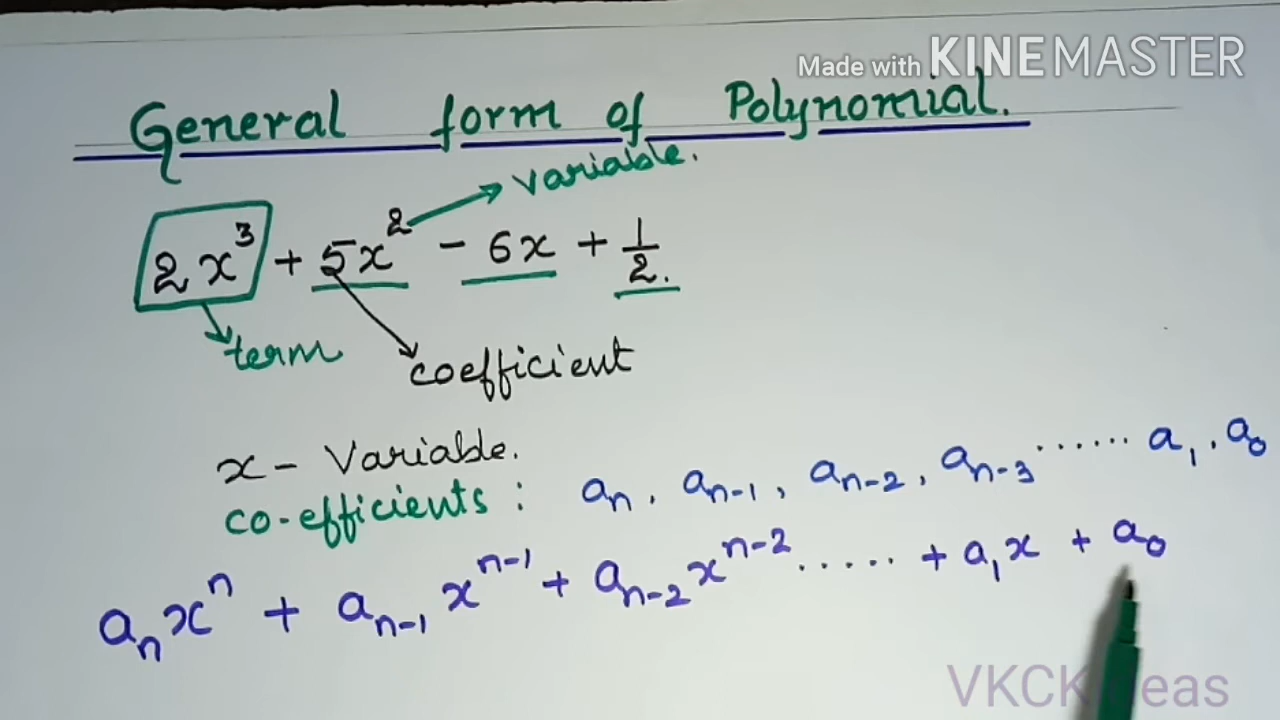 Made with KINEMASTER
General form of Polynomial.
variable.
2x³ + 5x² - 6x + 1/2.
term
coefficient
x - Variable.
co-efficients : aₙ, aₙ₋₁, aₙ₋₂, aₙ₋₃ ...... a₁, a₀
aₙxⁿ + aₙ₋₁xⁿ⁻¹ + aₙ₋₂xⁿ⁻² ...... + a₁x + a₀
VKCK